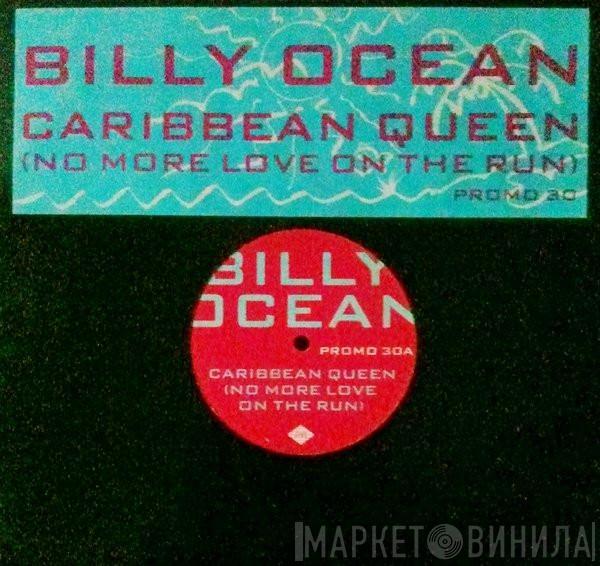 BILLY OCEAN
CARIBBEAN QUEEN
(NO MORE LOVE ON THE RUN)
PROMO 30
BILLY
OCEAN
PROMO 30A
CARIBBEAN QUEEN
(NO MORE LOVE
ON THE RUN)
МАРКЕТ ВИНИЛА